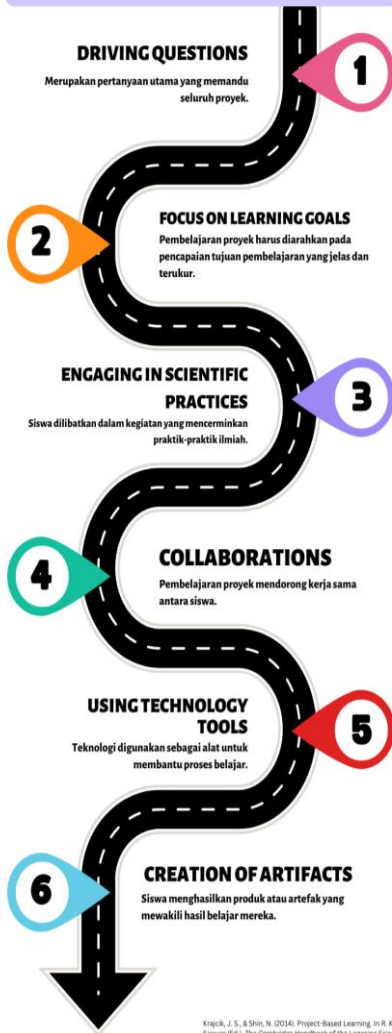 1
DRIVING QUESTIONS
Merupakan pertanyaan utama yang memandu
seluruh proyek.
2
FOCUS ON LEARNING GOALS
Pembelajaran proyek harus diarahkan pada
pencapaian tujuan pembelajaran yang jelas dan
terukur.
3
ENGAGING IN SCIENTIFIC
PRACTICES
Siswa dilibatkan dalam kegiatan yang mencerminkan
praktik-praktik ilmiah.
4
COLLABORATIONS
Pembelajaran proyek mendorong kerja sama
antara siswa.
5
USING TECHNOLOGY
TOOLS
Teknologi digunakan sebagai alat untuk
membantu proses belajar.
6
CREATION OF ARTIFACTS
Siswa menghasilkan produk atau artefak yang
mewakili hasil belajar mereka.
Krajcik, J. S., & Shin, N. (2014). Project-Based Learning. In R. K.